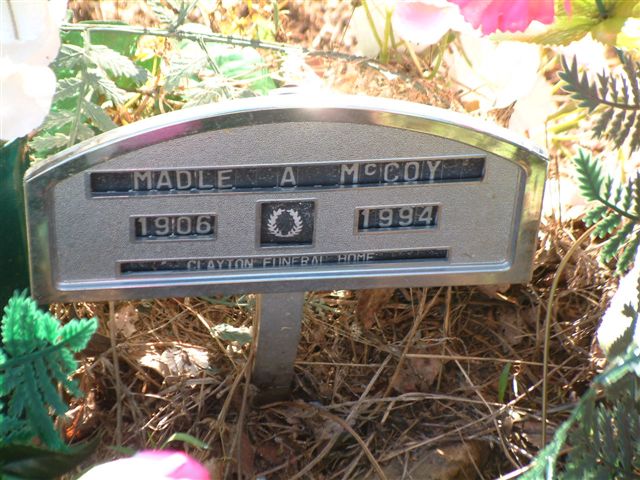 MADLE A McCOY
1906 1994
CLAYTON FUNERAL HOME